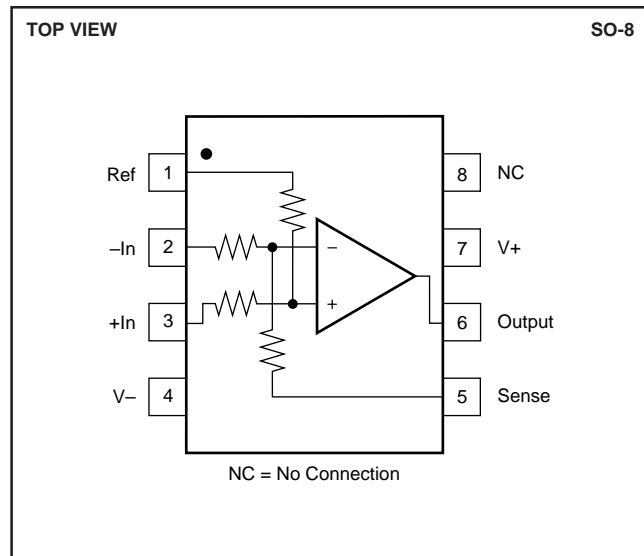 TOP VIEW SO-8
Ref 1 8 NC
–In 2 7 V+
+In 3 6 Output
V– 4 5 Sense
–
+
NC = No Connection